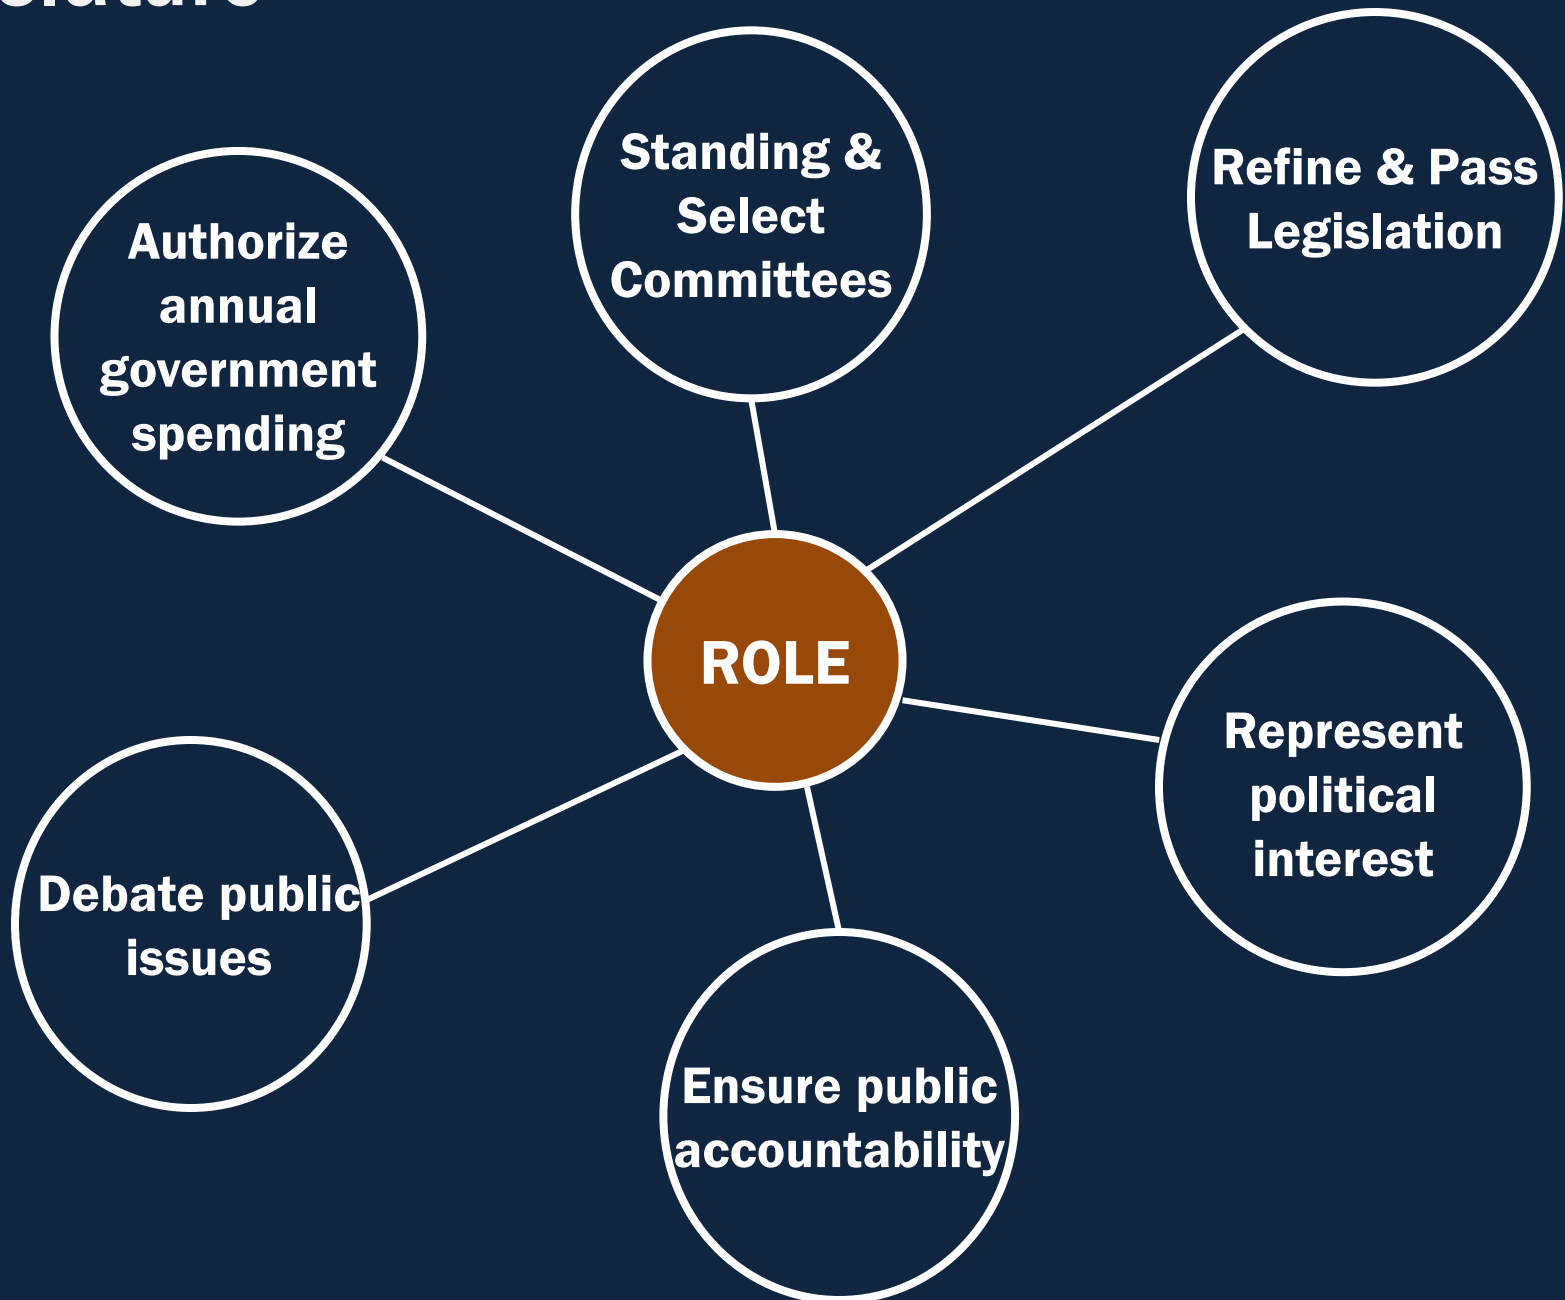 Standing &
Select
Committees
Refine & Pass
Legislation
Authorize
annual
government
spending
ROLE
Represent
political
interest
Debate public
issues
Ensure public
accountability